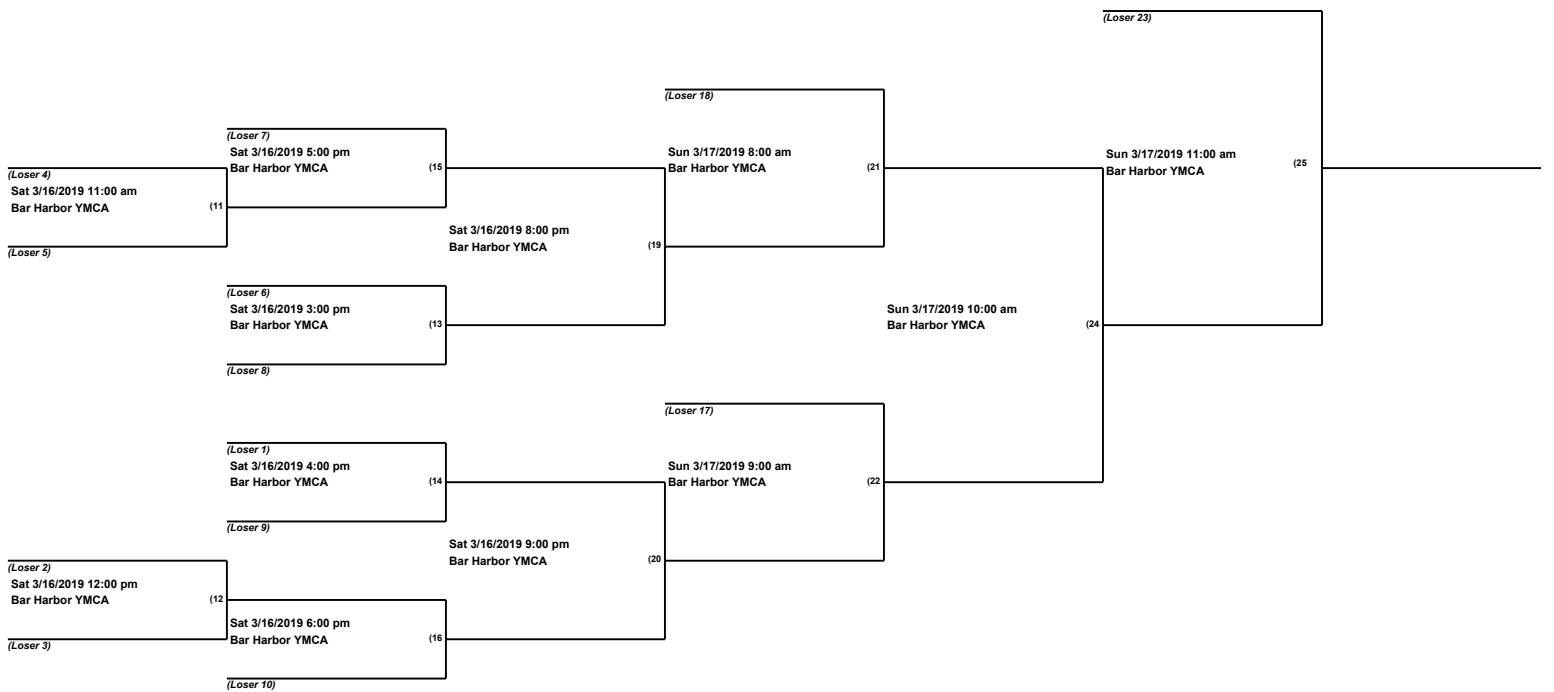 (Loser 23)
(Loser 18)
(Loser 7)
Sat 3/16/2019 5:00 pm
Bar Harbor YMCA
(15
Sun 3/17/2019 8:00 am
Bar Harbor YMCA
(21
Sun 3/17/2019 11:00 am
Bar Harbor YMCA
(25
(Loser 4)
Sat 3/16/2019 11:00 am
Bar Harbor YMCA
(11
Sat 3/16/2019 8:00 pm
Bar Harbor YMCA
(19
(Loser 5)
(Loser 6)
Sat 3/16/2019 3:00 pm
Bar Harbor YMCA
(13
Sun 3/17/2019 10:00 am
Bar Harbor YMCA
(24
(Loser 8)
(Loser 17)
(Loser 1)
Sat 3/16/2019 4:00 pm
Bar Harbor YMCA
(14
Sun 3/17/2019 9:00 am
Bar Harbor YMCA
(22
(Loser 9)
Sat 3/16/2019 9:00 pm
Bar Harbor YMCA
(20
(Loser 2)
Sat 3/16/2019 12:00 pm
Bar Harbor YMCA
(12
Sat 3/16/2019 6:00 pm
Bar Harbor YMCA
(16
(Loser 3)
(Loser 10)